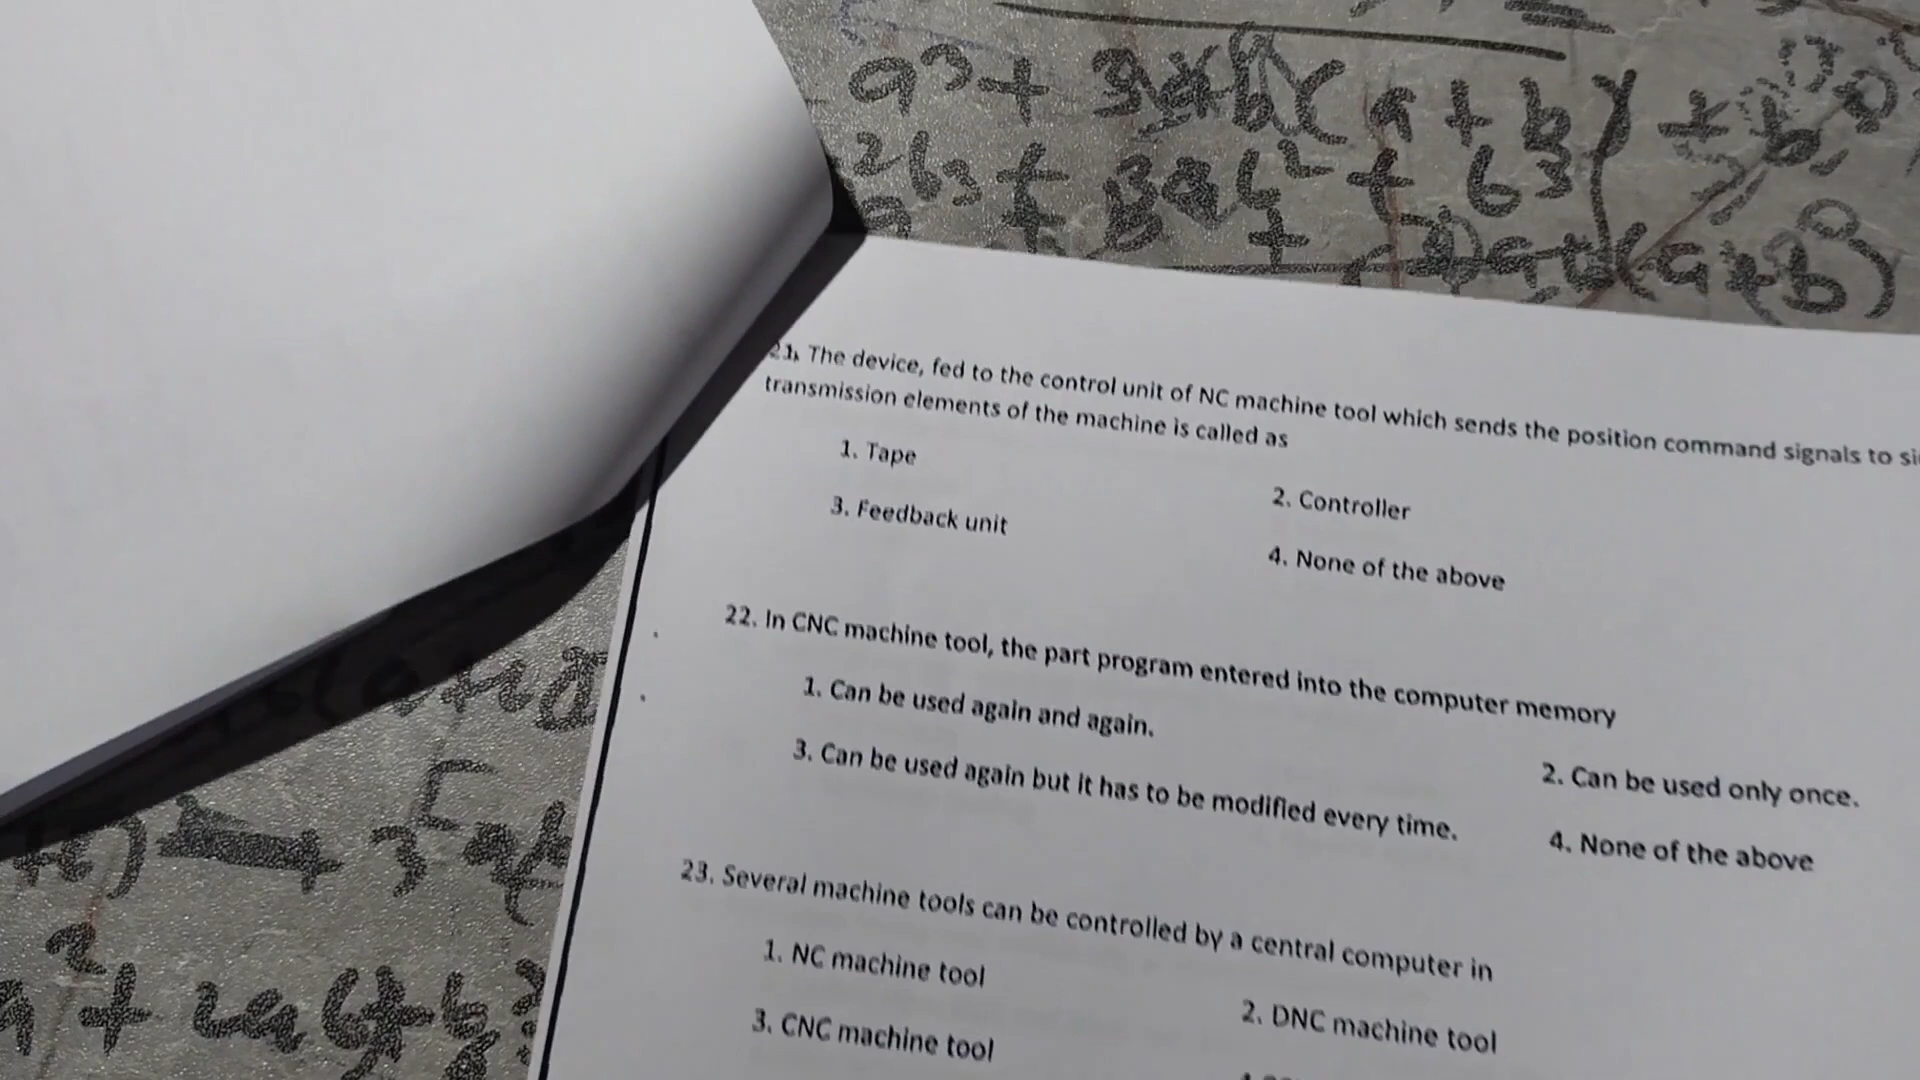 a3 + 3ab(a + b) + b3
+ 3ab2 + b3
(a+b)
21. The device, fed to the control unit of NC machine tool which sends the position command signals to
transmission elements of the machine is called as
1. Tape
2. Controller
3. Feedback unit
4. None of the above
22. In CNC machine tool, the part program entered into the computer memory
1. Can be used again and again.
2. Can be used only once.
3. Can be used again but it has to be modified every time.
4. None of the above
23. Several machine tools can be controlled by a central computer in
1. NC machine tool
2. DNC machine tool
3. CNC machine tool